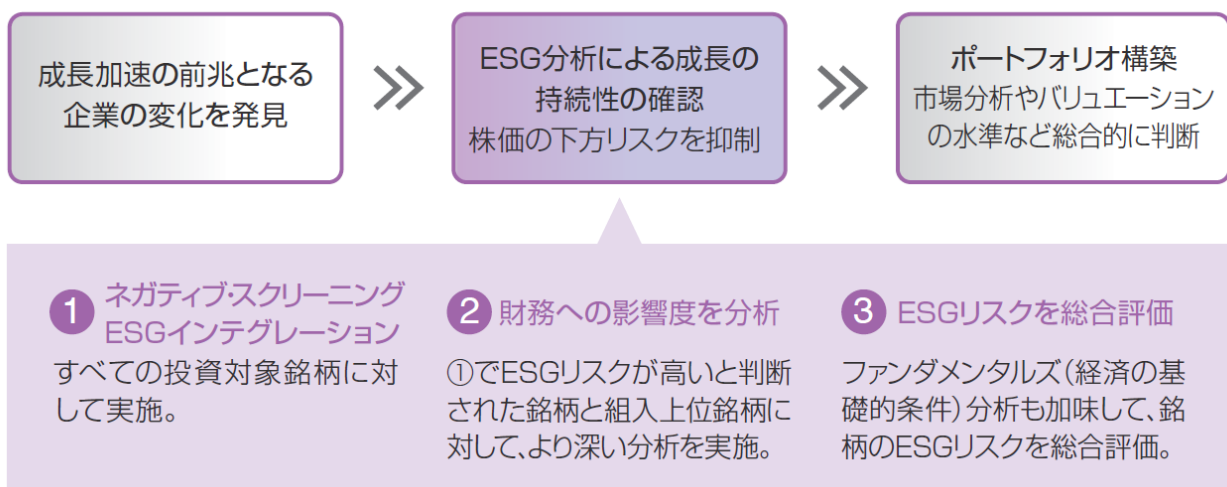 成長加速の前兆となる
企業の変化を発見
ESG分析による成長の
持続性の確認
株価の下方リスクを抑制
ポートフォリオ構築
市場分析やバリュエーション
の水準など総合的に判断
1 ネガティブ・スクリーニング
ESGインテグレーション
すべての投資対象銘柄に対
して実施。
2 財務への影響度を分析
①でESGリスクが高いと判断
された銘柄と組入上位銘柄に
対して、より深い分析を実施。
3 ESGリスクを総合評価
ファンダメンタルズ(経済の基
礎的条件)分析も加味して、銘
柄のESGリスクを総合評価。